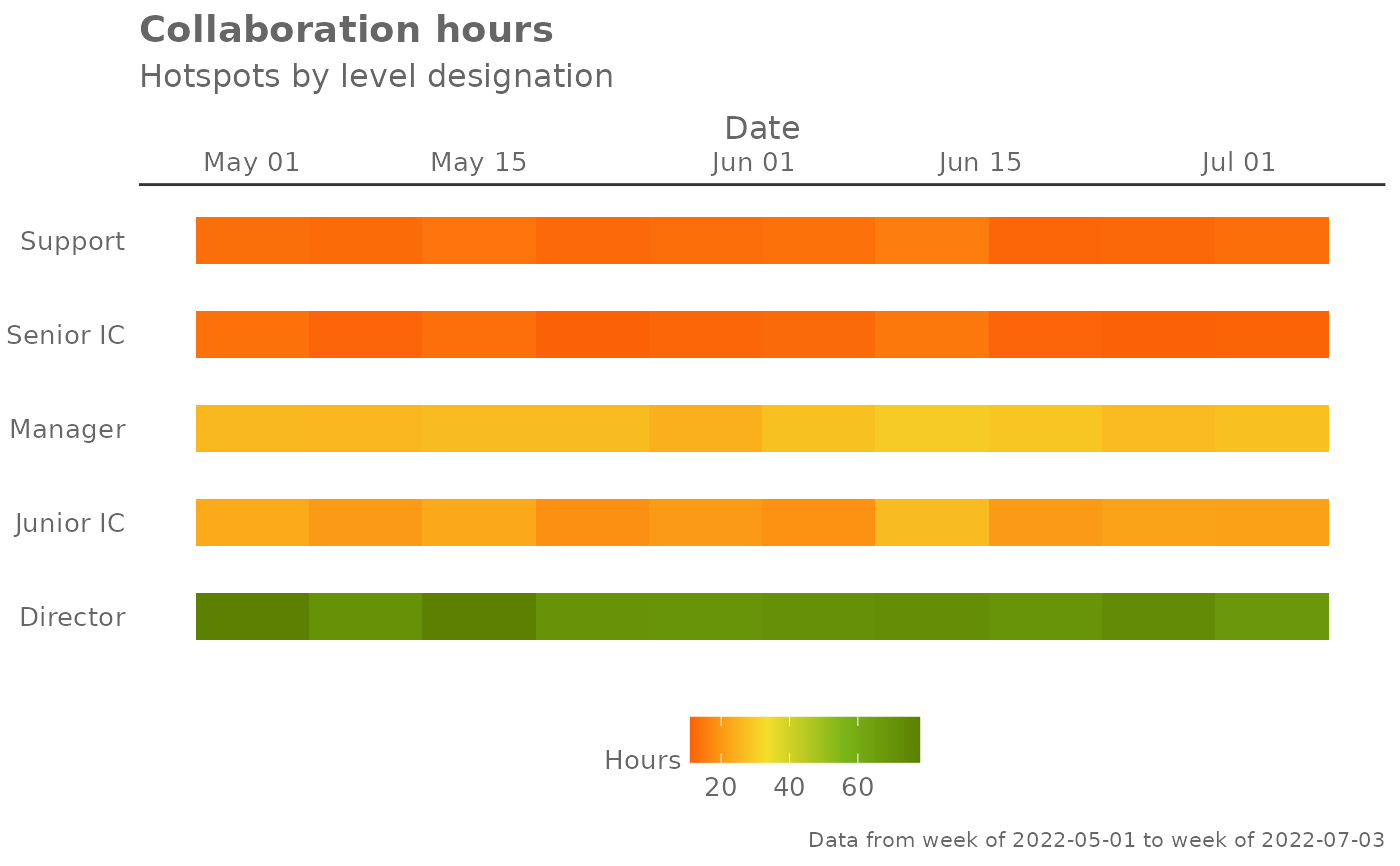 Collaboration hours
Hotspots by level designation
Date
May 01 May 15 Jun 01 Jun 15 Jul 01
Support
Senior IC
Manager
Junior IC
Director
Hours
20 40 60
Data from week of 2022-05-01 to week of 2022-07-03